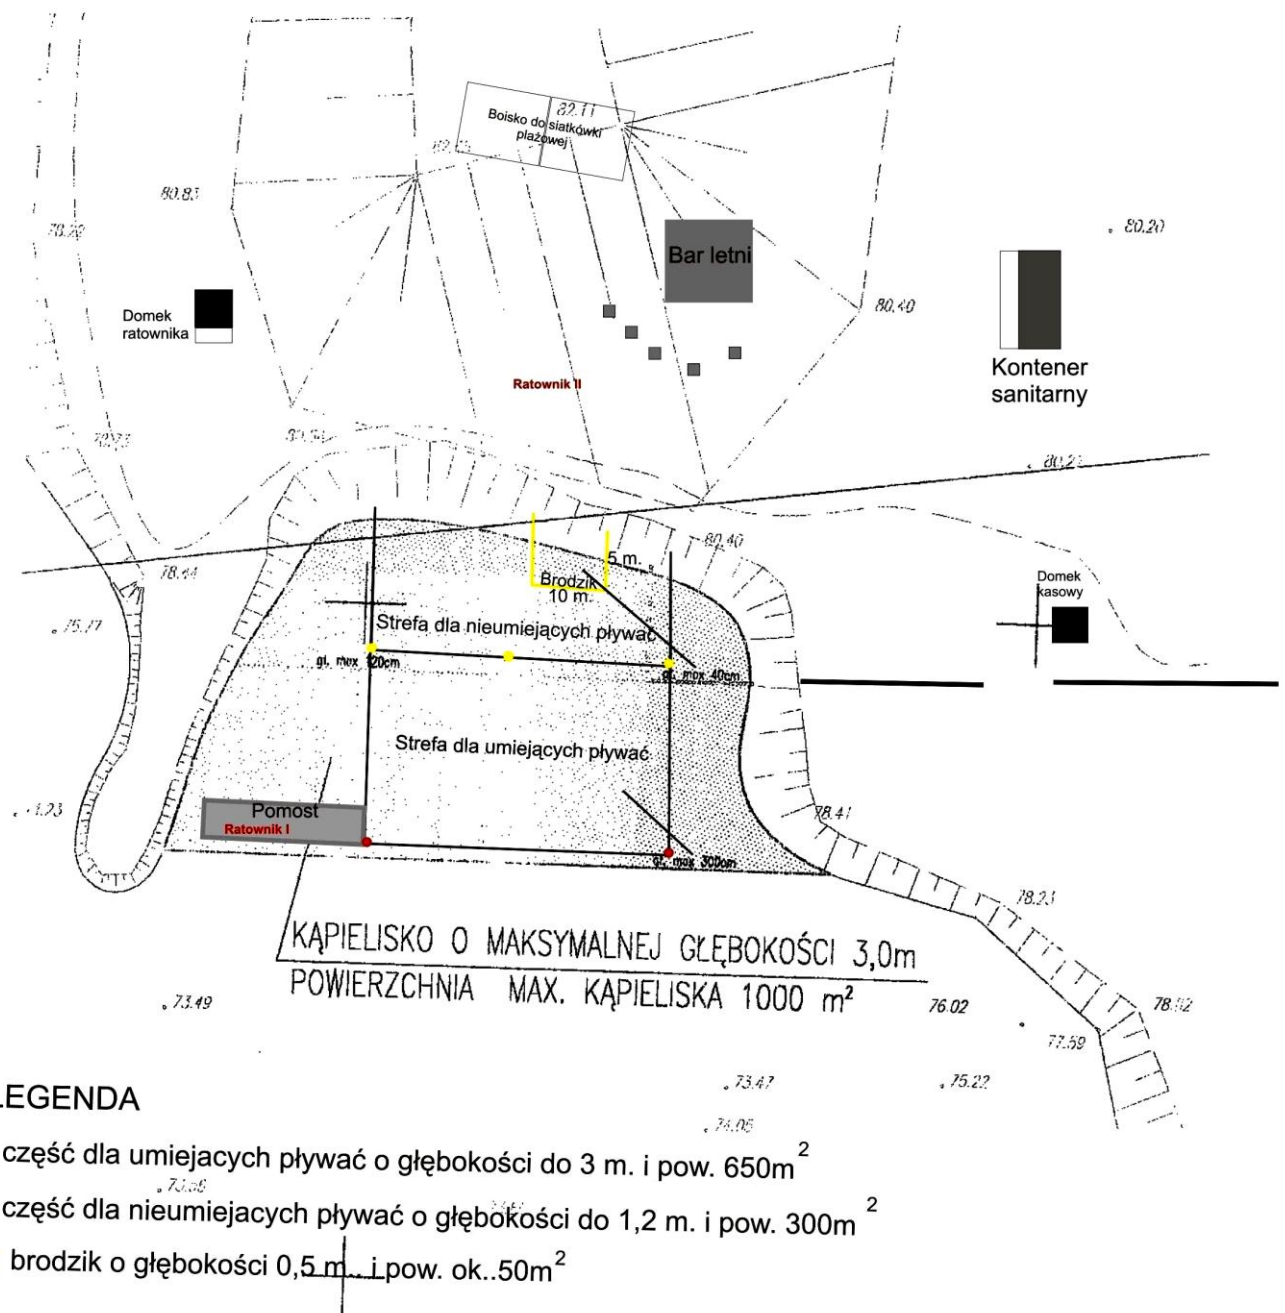 82.11
Boisko do siatkówki
plażowej
80.83
80.20
78.22
Bar letni
80.40
Domek
ratownika
Kontener
sanitarny
Ratownik II
80.40
78.44
5 m.
Brodzik
10 m.
Domek
kasowy
75.77
Strefa dla nieumiejących pływać
gł. max 120cm
gł. max 40cm
Strefa dla umiejących pływać
Pomost
Ratownik I
78.41
gł. max 300cm
78.23
KĄPIELISKO O MAKSYMALNEJ GŁĘBOKOŚCI 3,0m
POWIERZCHNIA MAX. KĄPIELISKA 1000 m²
73.49
76.02
77.59
73.47
75.22
LEGENDA
74.08
część dla umiejacych pływać o głębokości do 3 m. i pow. 650m²
część dla nieumiejacych pływać o głębokości do 1,2 m. i pow. 300m²
brodzik o głębokości 0,5 m.. i pow. ok..50m²